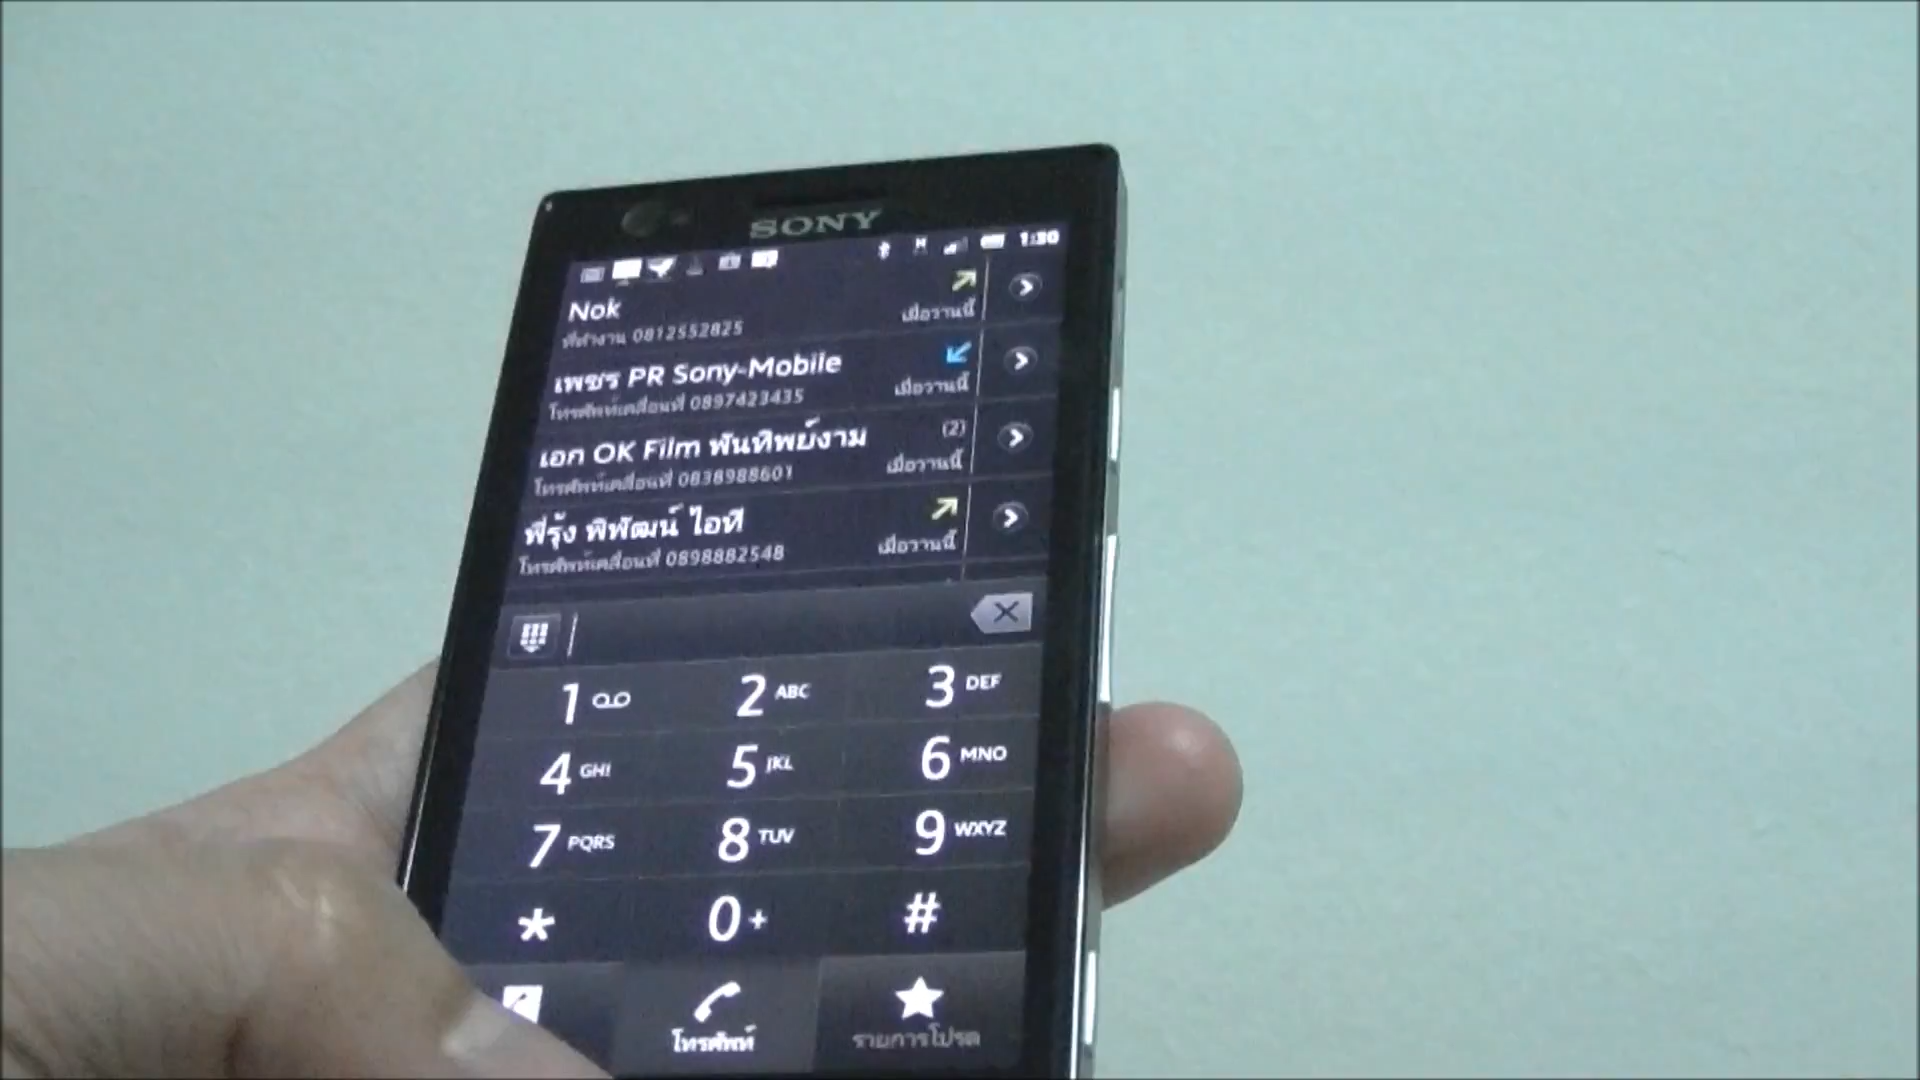 SONY
1:30
Nok
เมื่อวานนี้
ที่ทำงาน 0812552825
เพชร PR Sony-Mobile
เมื่อวานนี้
โทรศัพท์เคลื่อนที่ 0897423435
เอก OK Film พันทิพย์งาม
(2)
เมื่อวานนี้
โทรศัพท์เคลื่อนที่ 0838988601
พี่รุ้ง พิพัฒน์ ไอที
เมื่อวานนี้
โทรศัพท์เคลื่อนที่ 0898882548
1 2 ABC 3 DEF
4 GHI 5 JKL 6 MNO
7 PQRS 8 TUV 9 WXYZ
* 0 + #
โทรศัพท์ รายการโปรด